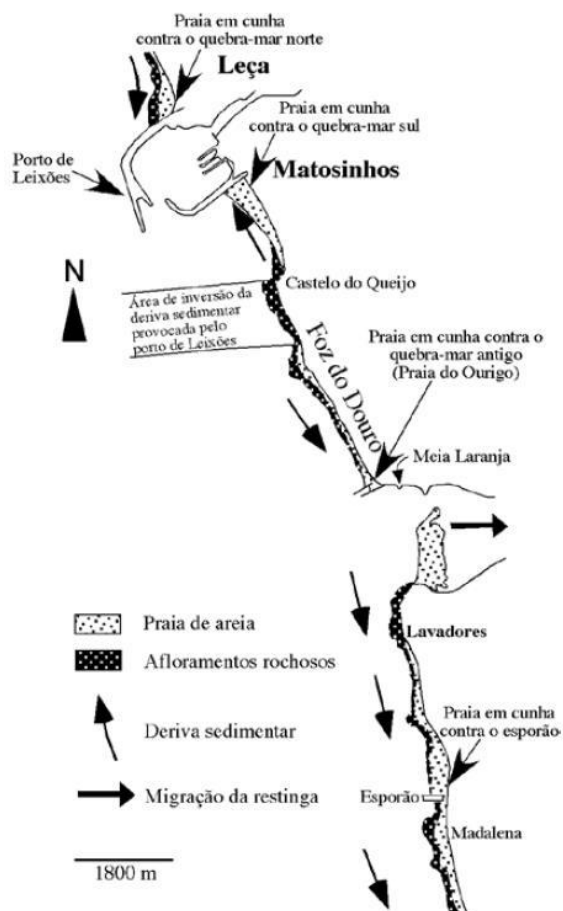 Praia em cunha
contra o quebra-mar norte
Leça
Praia em cunha
contra o quebra-mar sul
Porto de
Leixões
Matosinhos
N
Castelo do Queijo
Área de inversão da
deriva sedimentar
provocada pelo
porto de Leixões
Foz do Douro
Praia em cunha contra o
quebra-mar antigo
(Praia do Ourigo)
Meia Laranja
Praia de areia
Afloramentos rochosos
Deriva sedimentar
Migração da restinga
1800 m
Lavadores
Praia em cunha
contra o esporão
Esporão
Madalena